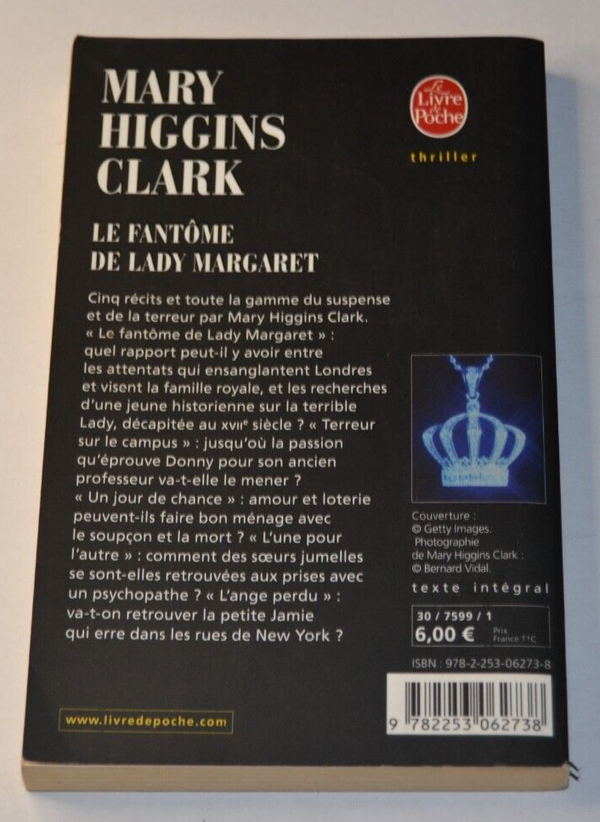 MARY
HIGGINS
CLARK
LE FANTÔME
DE LADY MARGARET
Le
Livre
de
Poche
thriller
Cinq récits et toute la gamme du suspense
et de la terreur par Mary Higgins Clark.
« Le fantôme de Lady Margaret » :
quel rapport peut-il y avoir entre
les attentats qui ensanglantent Londres
et visent la famille royale, et les recherches
d'une jeune historienne sur la terrible
Lady, décapitée au XVIIe siècle ? « Terreur
sur le campus » : jusqu'où la passion
qu'éprouve Donny pour son ancien
professeur va-t-elle le mener ?
« Un jour de chance » : amour et loterie
peuvent-ils faire bon ménage avec
le soupçon et la mort ? « L'une pour
l'autre » : comment des sœurs jumelles
se sont-elles retrouvées aux prises avec
un psychopathe ? « L'ange perdu » :
va-t-on retrouver la petite Jamie
qui erre dans les rues de New York ?
Couverture :
© Getty Images.
Photographie
de Mary Higgins Clark :
© Bernard Vidal.
texte intégral
30 / 7599 / 1
6,00 € Prix
France TTC
ISBN : 978-2-253-06273-8
9 782253 062738
www.livredepoche.com